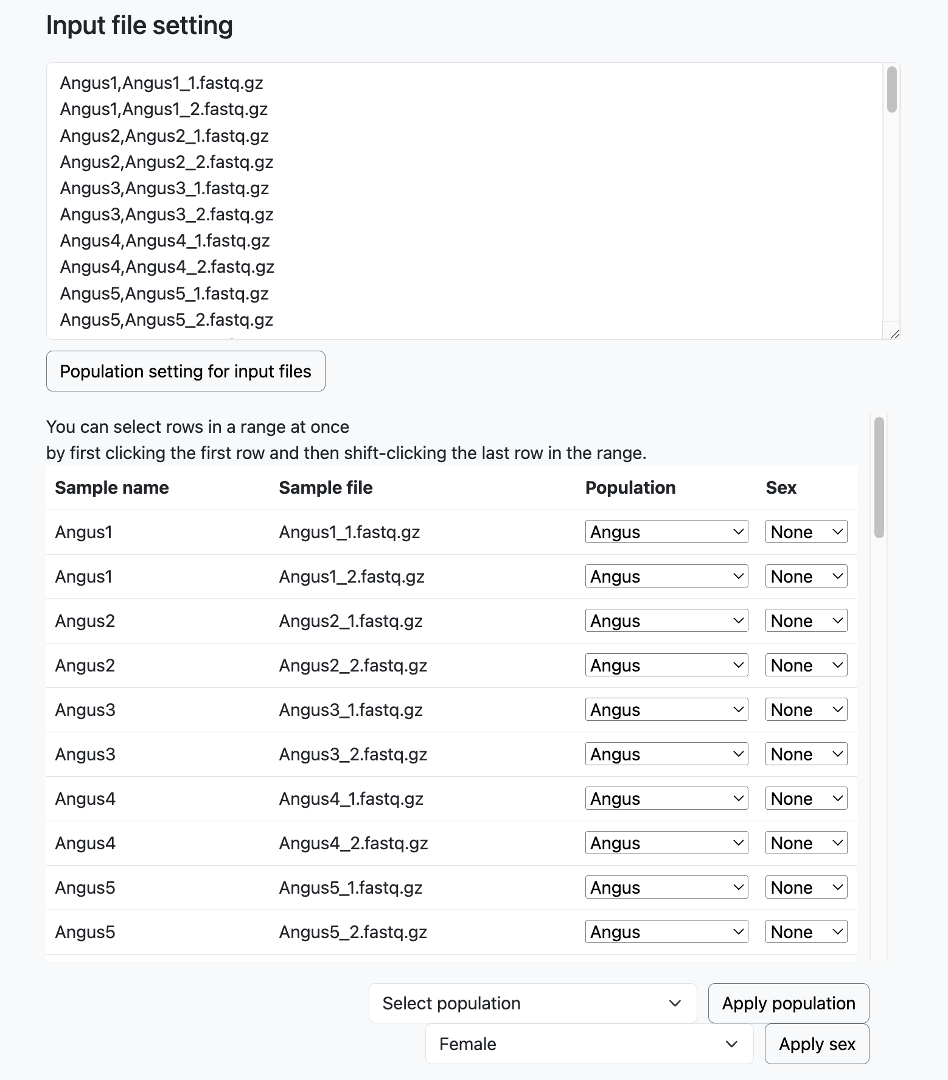 Input file setting
Angus1,Angus1_1.fastq.gz
Angus1,Angus1_2.fastq.gz
Angus2,Angus2_1.fastq.gz
Angus2,Angus2_2.fastq.gz
Angus3,Angus3_1.fastq.gz
Angus3,Angus3_2.fastq.gz
Angus4,Angus4_1.fastq.gz
Angus4,Angus4_2.fastq.gz
Angus5,Angus5_1.fastq.gz
Angus5,Angus5_2.fastq.gz
Population setting for input files
You can select rows in a range at once
by first clicking the first row and then shift-clicking the last row in the range.
Sample name Sample file Population Sex
Angus1 Angus1_1.fastq.gz Angus None
Angus1 Angus1_2.fastq.gz Angus None
Angus2 Angus2_1.fastq.gz Angus None
Angus2 Angus2_2.fastq.gz Angus None
Angus3 Angus3_1.fastq.gz Angus None
Angus3 Angus3_2.fastq.gz Angus None
Angus4 Angus4_1.fastq.gz Angus None
Angus4 Angus4_2.fastq.gz Angus None
Angus5 Angus5_1.fastq.gz Angus None
Angus5 Angus5_2.fastq.gz Angus None
Select population Apply population
Female Apply sex